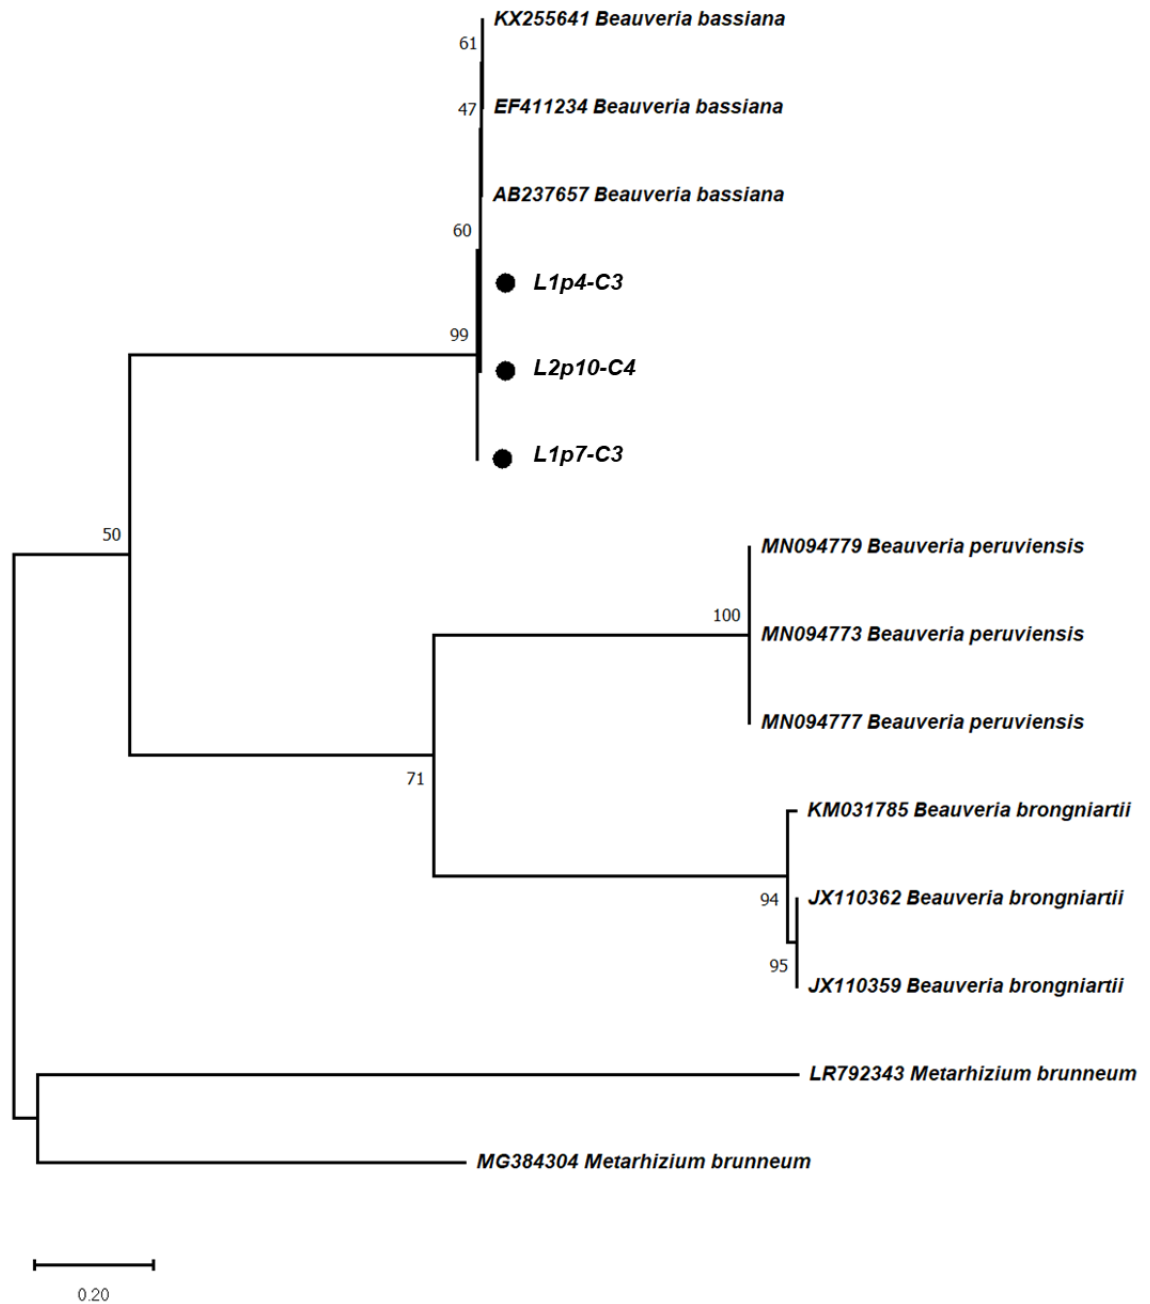 KX255641 Beauveria bassiana
61
47
EF411234 Beauveria bassiana
AB237657 Beauveria bassiana
60
L1p4-C3
99
L2p10-C4
L1p7-C3
50
MN094779 Beauveria peruviensis
100
MN094773 Beauveria peruviensis
MN094777 Beauveria peruviensis
71
KM031785 Beauveria brongniartii
94
JX110362 Beauveria brongniartii
95
JX110359 Beauveria brongniartii
LR792343 Metarhizium brunneum
MG384304 Metarhizium brunneum
0.20